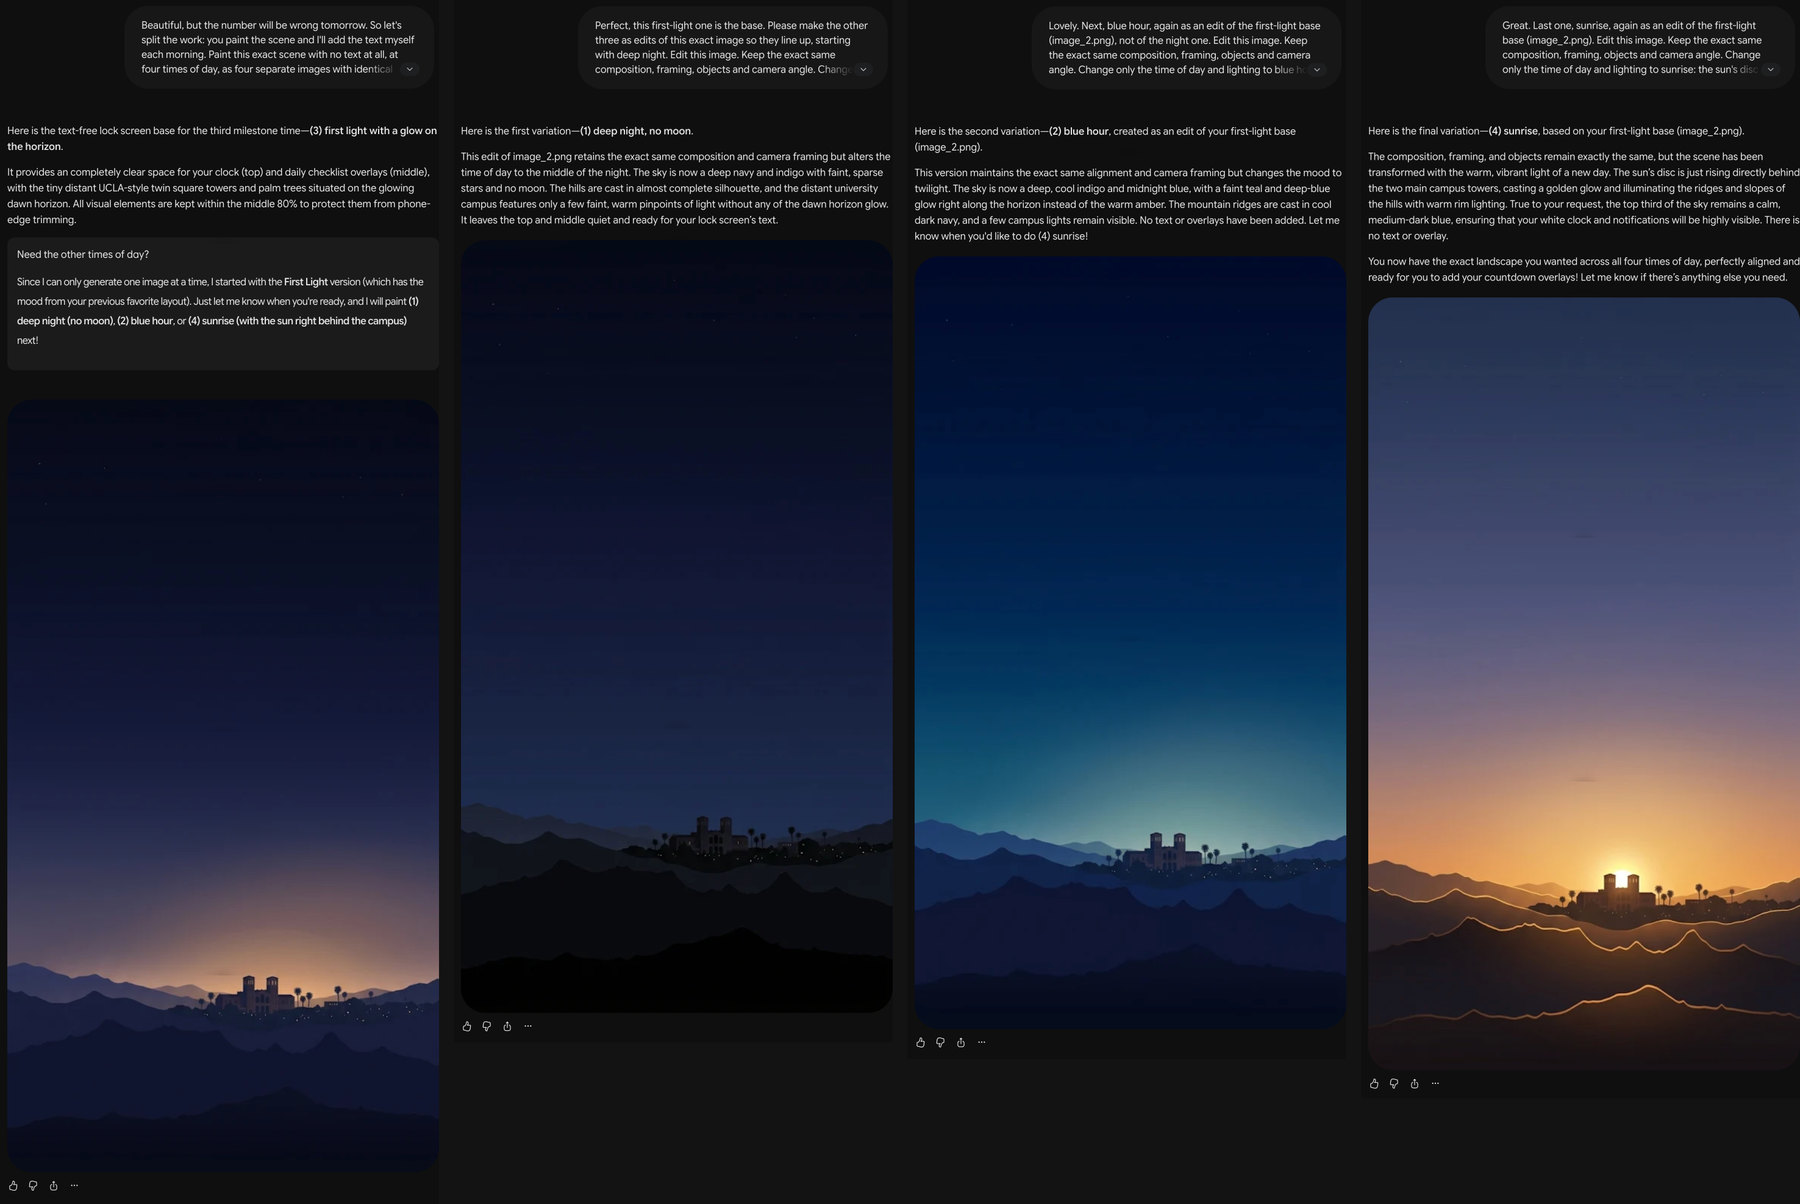 Beautiful, but the number will be wrong tomorrow. So let's
split the work: you paint the scene and I'll add the text myself
each morning. Paint this exact scene with no text at all, at
four times of day, as four separate images with identical
Here is the text-free lock screen base for the third milestone time—(3) first light with a glow on
the horizon.
It provides an completely clear space for your clock (top) and daily checklist overlays (middle),
with the tiny distant UCLA-style twin square towers and palm trees situated on the glowing
dawn horizon. All visual elements are kept within the middle 80% to protect them from phone-
edge trimming.
Need the other times of day?
Since I can only generate one image at a time, I started with the First Light version (which has the
mood from your previous favorite layout). Just let me know when you're ready, and I will paint (1)
deep night (no moon), (2) blue hour, or (4) sunrise (with the sun right behind the campus)
next!
Perfect, this first-light one is the base. Please make the other
three as edits of this exact image so they line up, starting
with deep night. Edit this image. Keep the exact same
composition, framing, objects and camera angle. Change
Here is the first variation—(1) deep night, no moon.
This edit of image_2.png retains the exact same composition and camera framing but alters the
time of day to the middle of the night. The sky is now a deep navy and indigo with faint, sparse
stars and no moon. The hills are cast in almost complete silhouette, and the distant university
campus features only a few faint, warm pinpoints of light without any of the dawn horizon glow.
It leaves the top and middle quiet and ready for your lock screen's text.
Lovely. Next, blue hour, again as an edit of the first-light base
(image_2.png), not of the night one. Edit this image. Keep
the exact same composition, framing, objects and camera
angle. Change only the time of day and lighting to blue
Here is the second variation—(2) blue hour, created as an edit of your first-light base
(image_2.png).
This version maintains the exact same alignment and camera framing but changes the mood to
twilight. The sky is now a deep, cool indigo and midnight blue, with a faint teal and deep-blue
glow right along the horizon instead of the warm amber. The mountain ridges are cast in cool
dark navy, and a few campus lights remain visible. No text or overlays have been added. Let me
know when you'd like to do (4) sunrise!
Great. Last one, sunrise, again as an edit of the first-light
base (image_2.png). Edit this image. Keep the exact same
composition, framing, objects and camera angle. Change
only the time of day and lighting to sunrise: the sun's disc
Here is the final variation—(4) sunrise, based on your first-light base (image_2.png).
The composition, framing, and objects remain exactly the same, but the scene has been
transformed with the warm, vibrant light of a new day. The sun's disc is just rising directly behind
the two main campus towers, casting a golden glow and illuminating the ridges and slopes of
the hills with warm rim lighting. True to your request, the top third of the sky remains a calm,
medium-dark blue, ensuring that your white clock and notifications will be highly visible. There is
no text or overlay.
You now have the exact landscape you wanted across all four times of day, perfectly aligned and
ready for you to add your countdown overlays! Let me know if there's anything else you need.